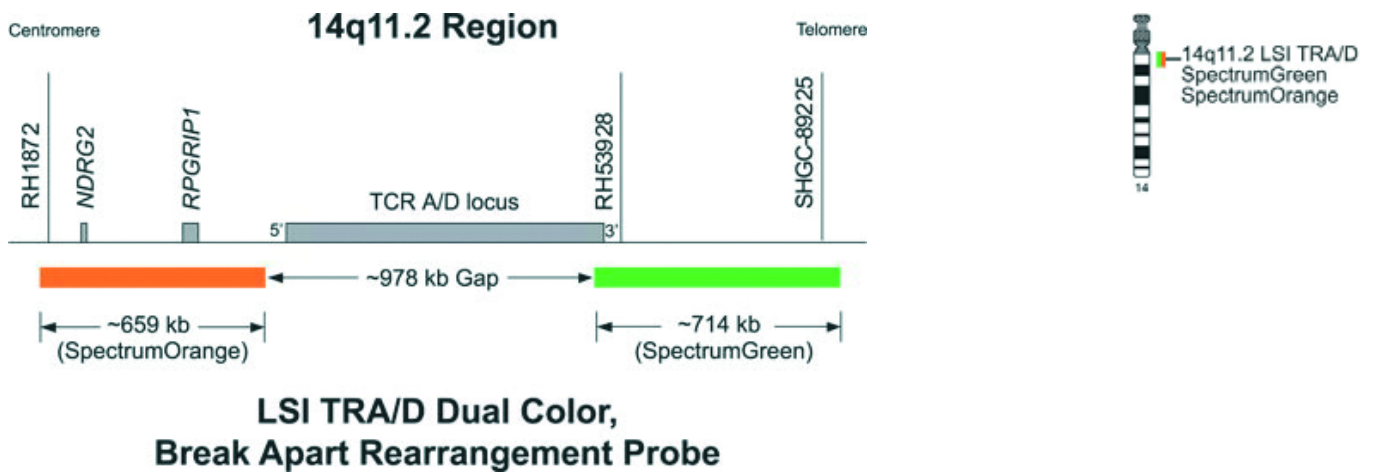 14q11.2 Region
Centromere
Telomere
RH1872
NDRG2
RPGRIP1
5'
TCR A/D locus
3'
RH53928
SHGC-89225
~978 kb Gap
~659 kb
(SpectrumOrange)
~714 kb
(SpectrumGreen)
LSI TRA/D Dual Color,
Break Apart Rearrangement Probe
14q11.2 LSI TRA/D
SpectrumGreen
SpectrumOrange
14